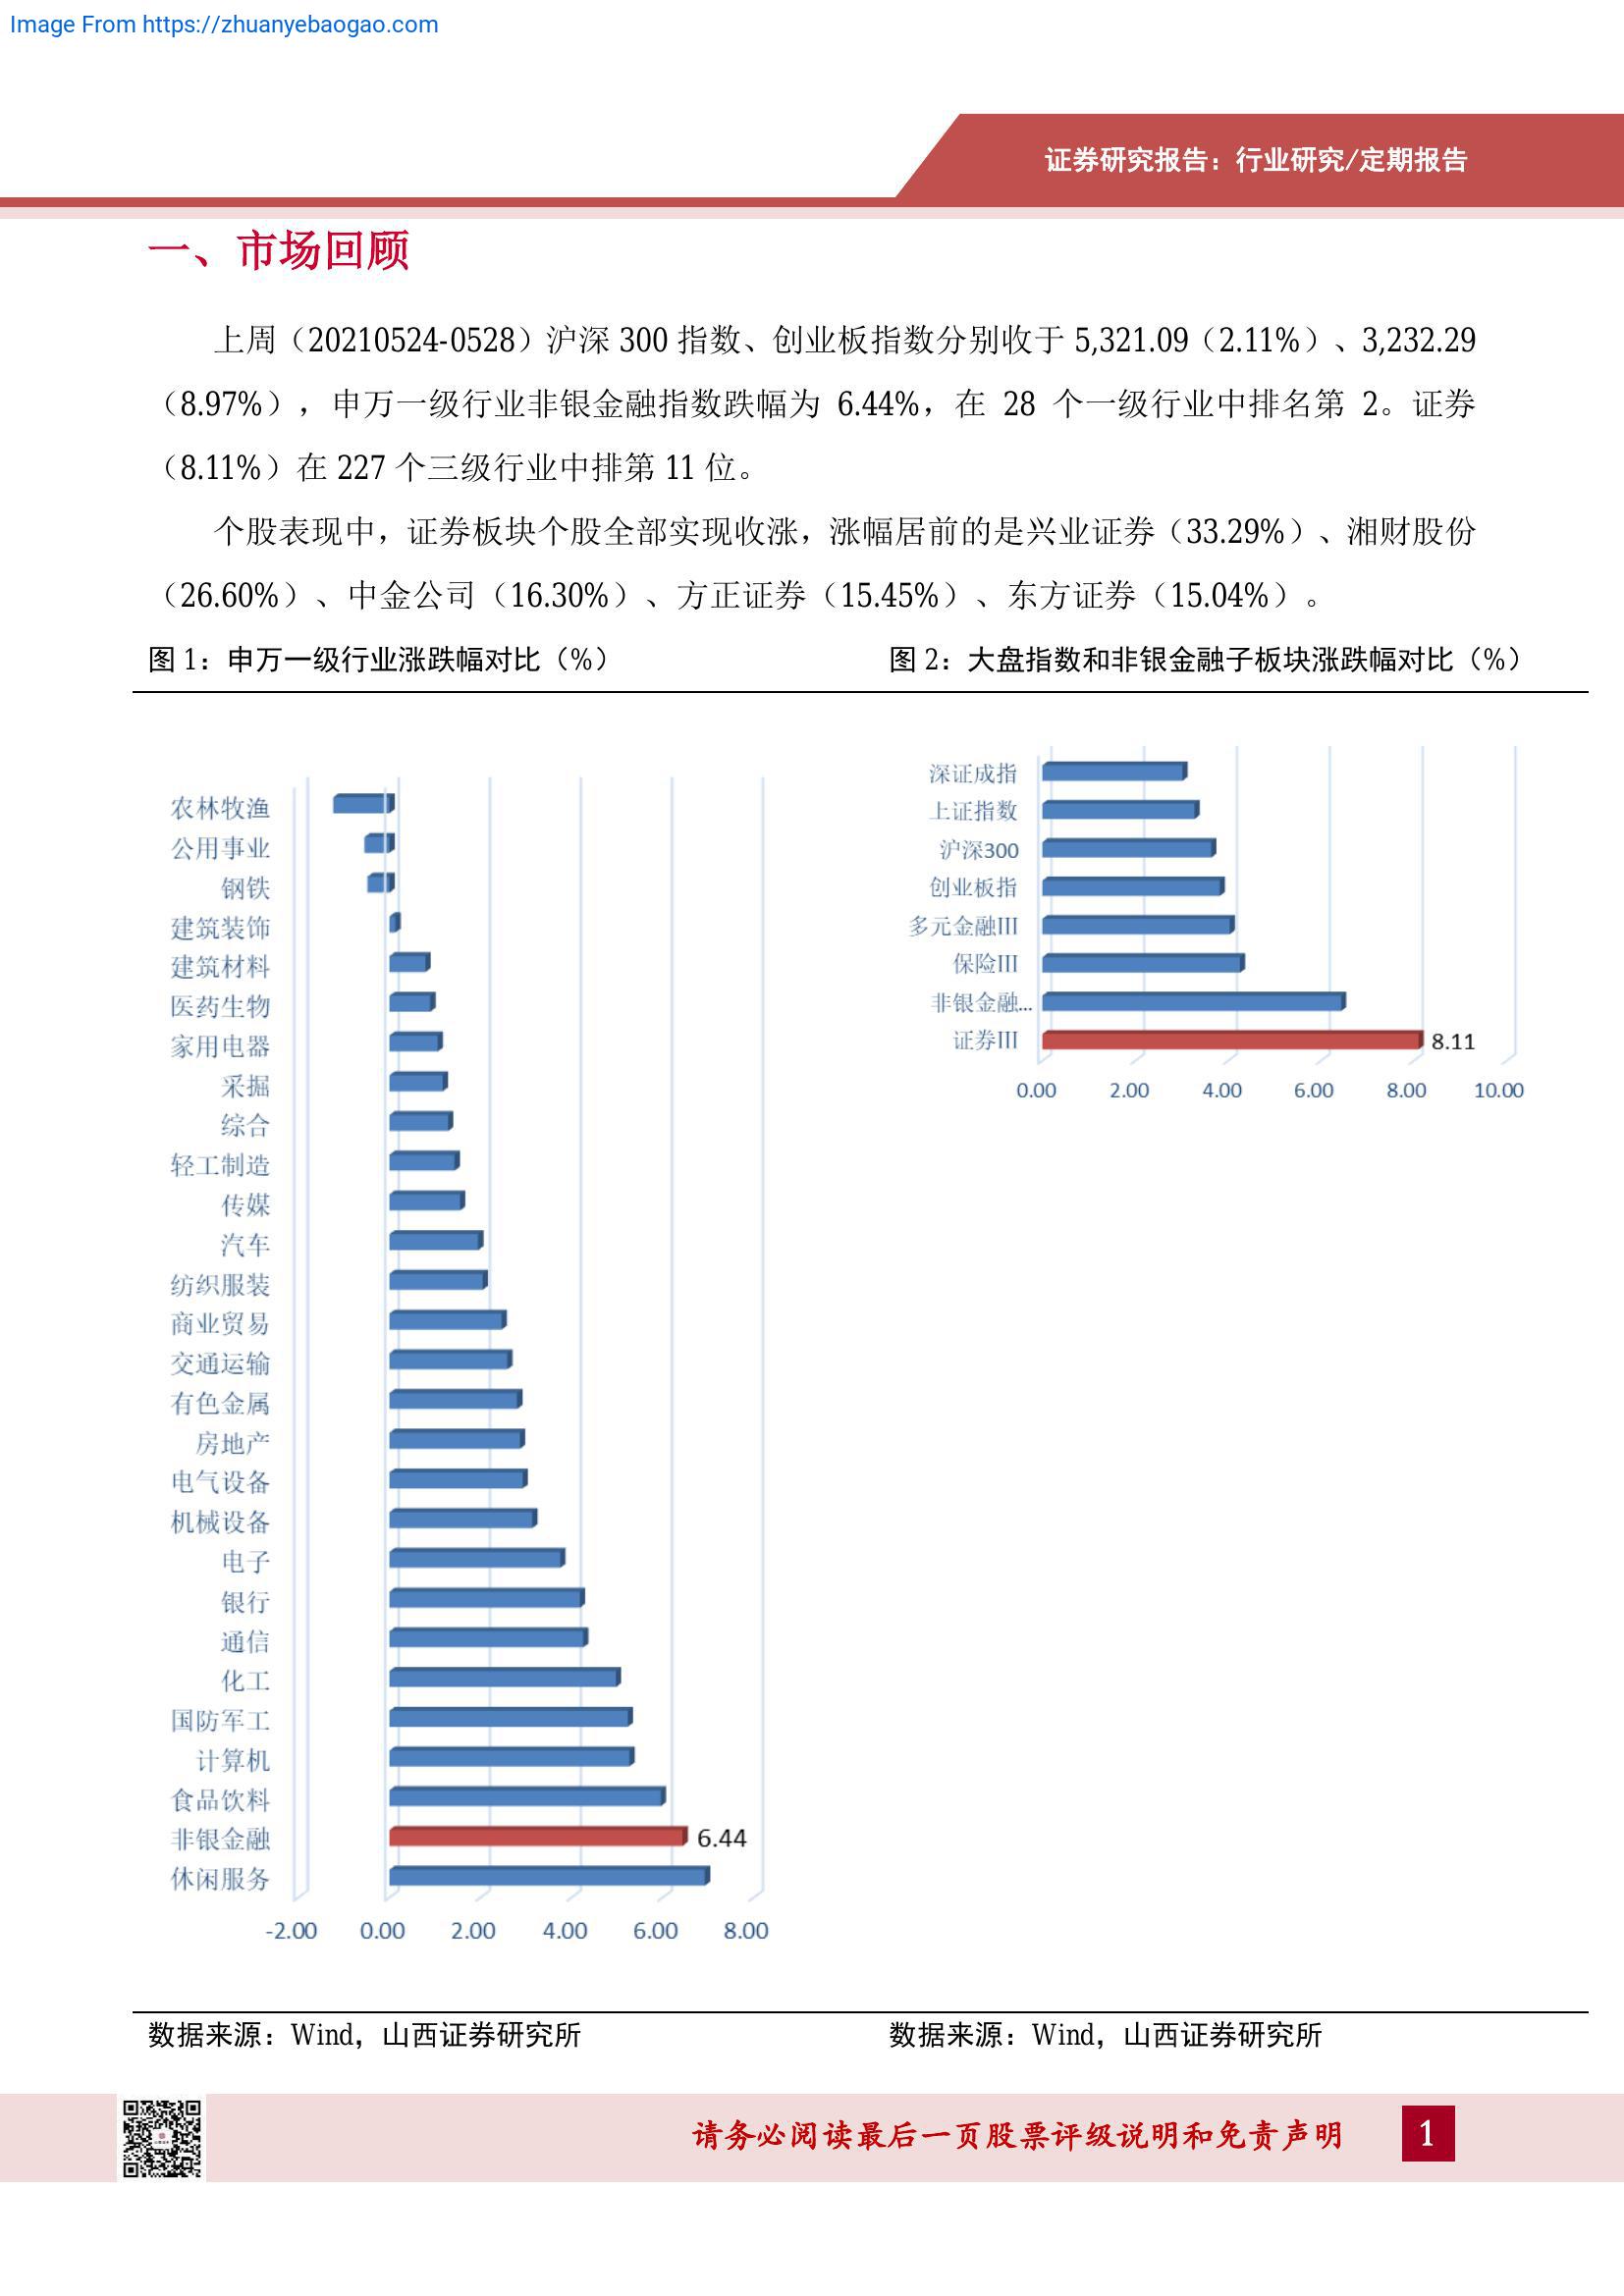 Image From https://zhuanyebaogao.com
证券研究报告：行业研究/定期报告
一、市场回顾
上周（20210524-0528）沪深 300 指数、创业板指数分别收于 5,321.09（2.11%）、3,232.29
（8.97%），申万一级行业非银金融指数跌幅为 6.44%，在 28 个一级行业中排名第 2。证券
（8.11%）在 227 个三级行业中排第 11 位。
个股表现中，证券板块个股全部实现收涨，涨幅居前的是兴业证券（33.29%）、湘财股份
（26.60%）、中金公司（16.30%）、方正证券（15.45%）、东方证券（15.04%）。
图 1：申万一级行业涨跌幅对比（%）
农林牧渔
公用事业
钢铁
建筑装饰
建筑材料
医药生物
家用电器
采掘
综合
轻工制造
传媒
汽车
纺织服装
商业贸易
交通运输
有色金属
房地产
电气设备
机械设备
电子
银行
通信
化工
国防军工
计算机
食品饮料
非银金融 6.44
休闲服务
-2.00 0.00 2.00 4.00 6.00 8.00
数据来源：Wind，山西证券研究所
图 2：大盘指数和非银金融子板块涨跌幅对比（%）
深证成指
上证指数
沪深300
创业板指
多元金融III
保险III
非银金融...
证券III 8.11
0.00 2.00 4.00 6.00 8.00 10.00
数据来源：Wind，山西证券研究所
请务必阅读最后一页股票评级说明和免责声明
1